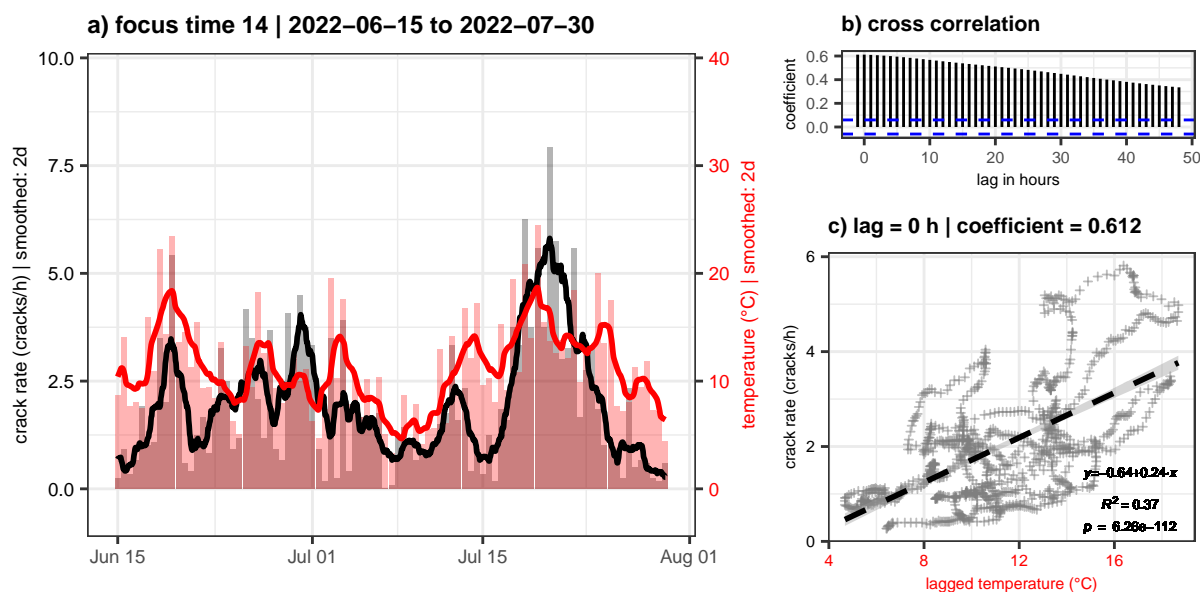 a) focus time 14 | 2022−06−15 to 2022−07−30
10.0
7.5
5.0
2.5
0.0
crack rate (cracks/h) | smoothed: 2d
40
30
20
10
0
temperature (°C) | smoothed: 2d
Jun 15
Jul 01
Jul 15
Aug 01
b) cross correlation
0.6
0.4
0.2
0.0
coefficient
0
10
20
30
40
50
lag in hours
c) lag = 0 h | coefficient = 0.612
6
4
2
0
crack rate (cracks/h)
y=−0.64+0.24·x
R² = 0.37
p = 6.26e−112
4
8
12
16
lagged temperature (°C)